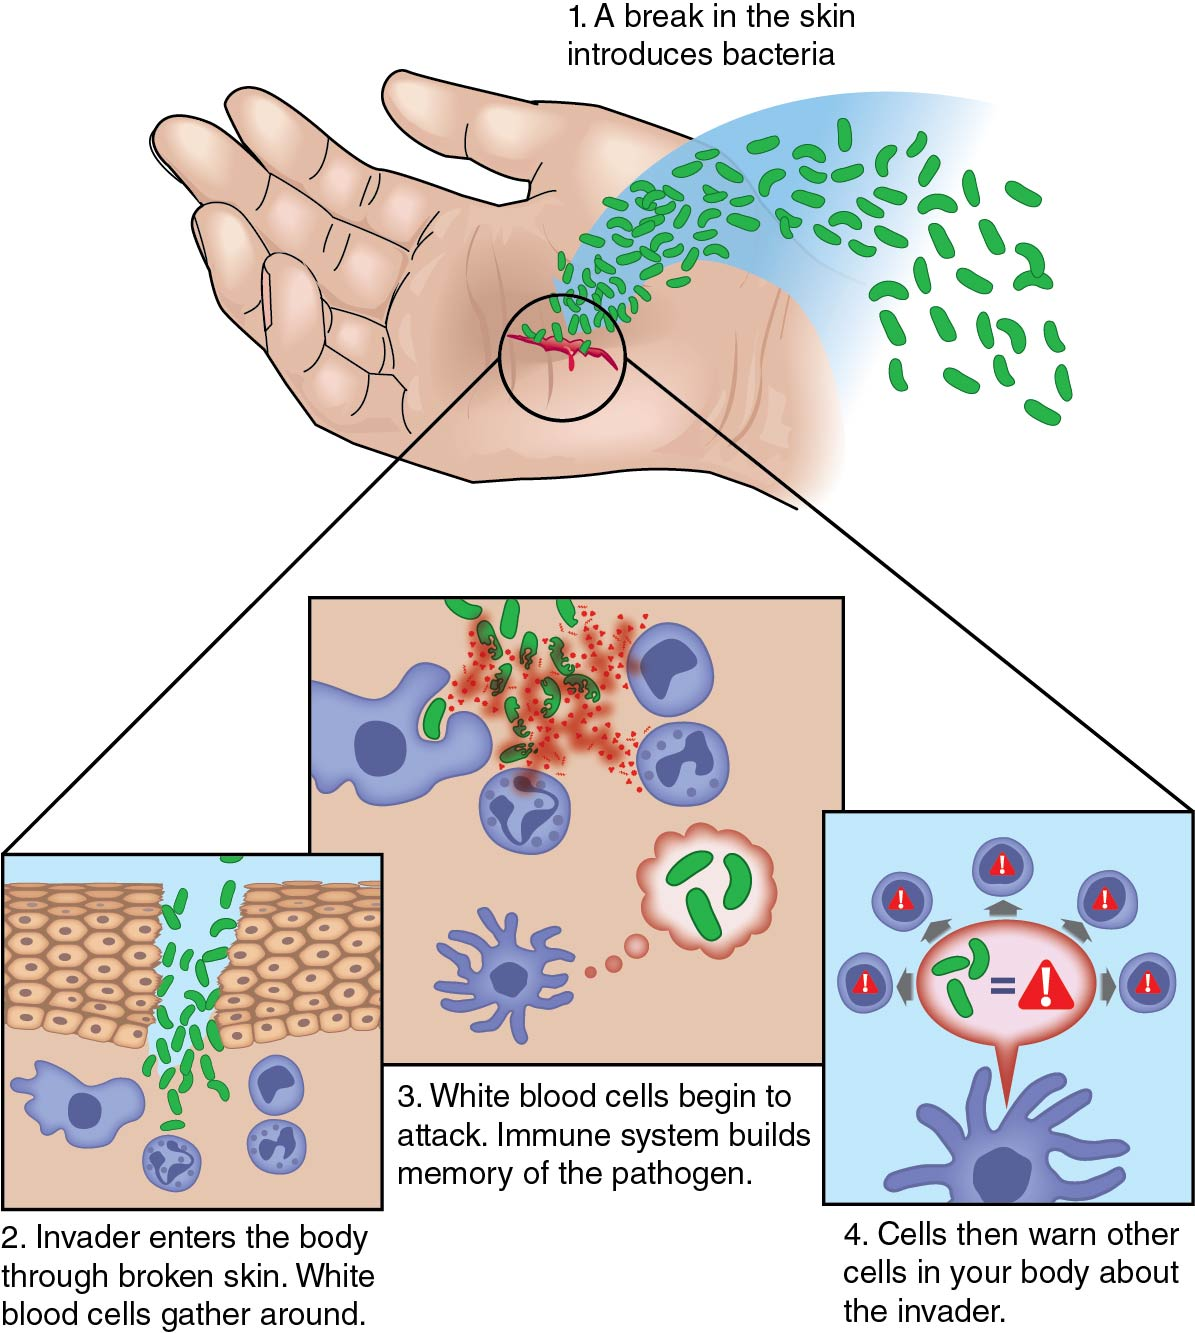 1. A break in the skin
introduces bacteria
2. Invader enters the body
through broken skin. White
blood cells gather around.
3. White blood cells begin to
attack. Immune system builds
memory of the pathogen.
4. Cells then warn other
cells in your body about
the invader.